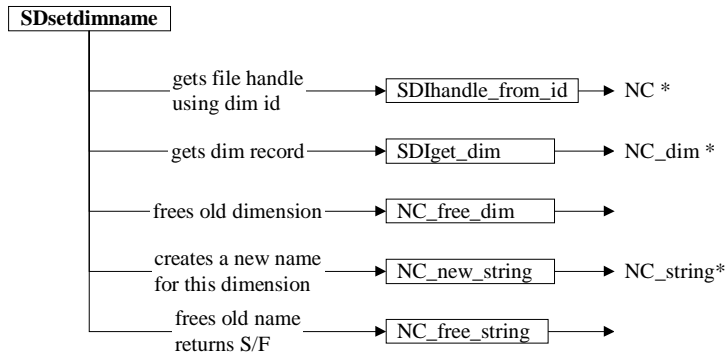 SDsetdimname
gets file handle
using dim id
SDIhandle_from_id
NC *
gets dim record
SDIget_dim
NC_dim *
frees old dimension
NC_free_dim
creates a new name
for this dimension
NC_new_string
NC_string*
frees old name
returns S/F
NC_free_string